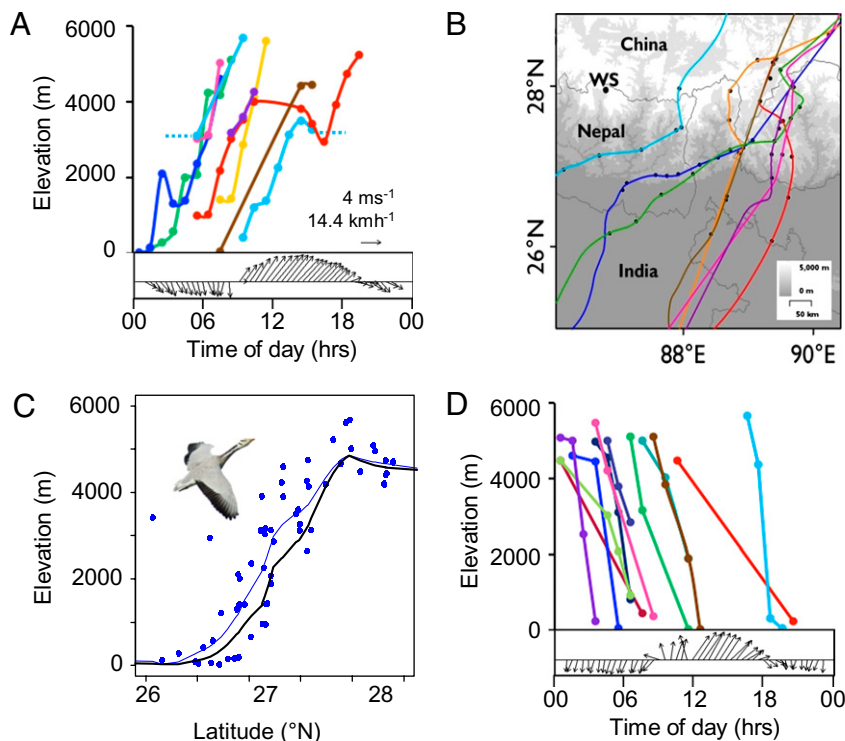 A
6000
4000
2000
0
Elevation (m)
4 ms-1
14.4 kmh-1
00
06
12
18
00
Time of day (hrs)
B
China
WS
Nepal
India
28°N
26°N
88°E
90°E
5,000 m
0 m
50 km
C
6000
4000
2000
0
Elevation (m)
26
27
28
Latitude (°N)
D
6000
4000
2000
0
Elevation (m)
00
06
12
18
00
Time of day (hrs)